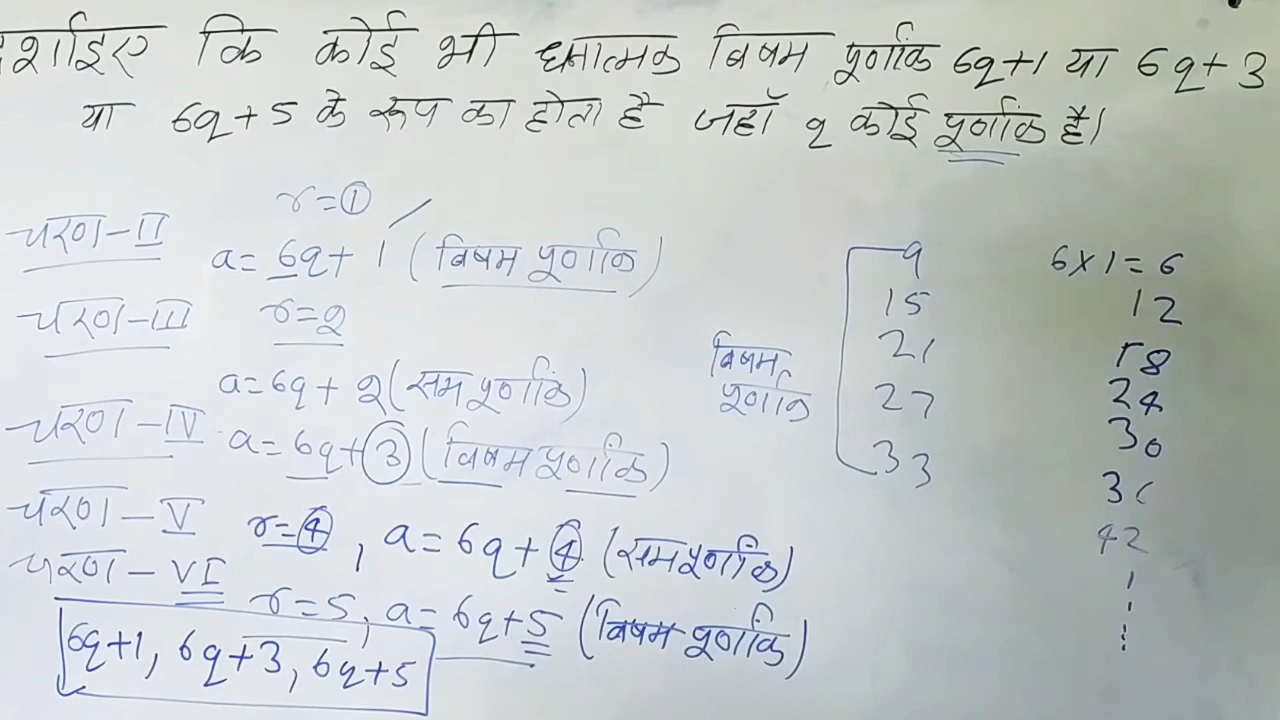 दर्शाइए कि कोई भी धनात्मक विषम पूर्णांक 6q+1 या 6q+3
या 6q+5 के रूप का होता है जहाँ q कोई पूर्णांक है।
r=1
चरण-II a=6q+1 (विषम पूर्णांक)
चरण-III r=2
a=6q+2 (सम पूर्णांक)
चरण-IV a=6q+3 (विषम पूर्णांक)
चरण-V r=4, a=6q+4 (सम पूर्णांक)
चरण-VI r=5, a=6q+5 (विषम पूर्णांक)
6q+1, 6q+3, 6q+5
विषम
पूर्णांक
9
15
21
27
33
6×1=6
12
18
24
30
42